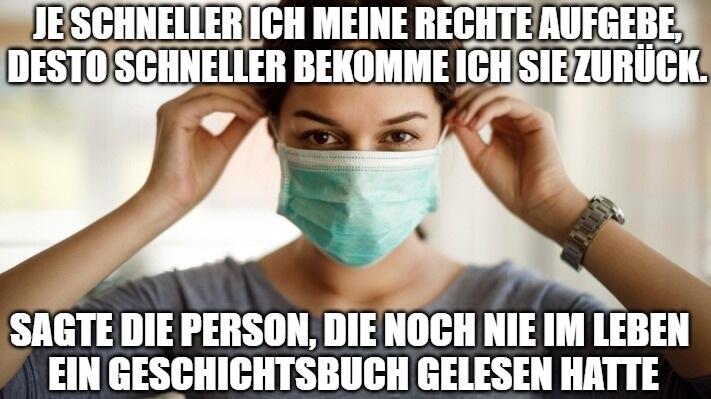 JE SCHNELLER ICH MEINE RECHTE AUFGEBE,
DESTO SCHNELLER BEKOMME ICH SIE ZURÜCK.
SAGTE DIE PERSON, DIE NOCH NIE IM LEBEN
EIN GESCHICHTSBUCH GELESEN HATTE